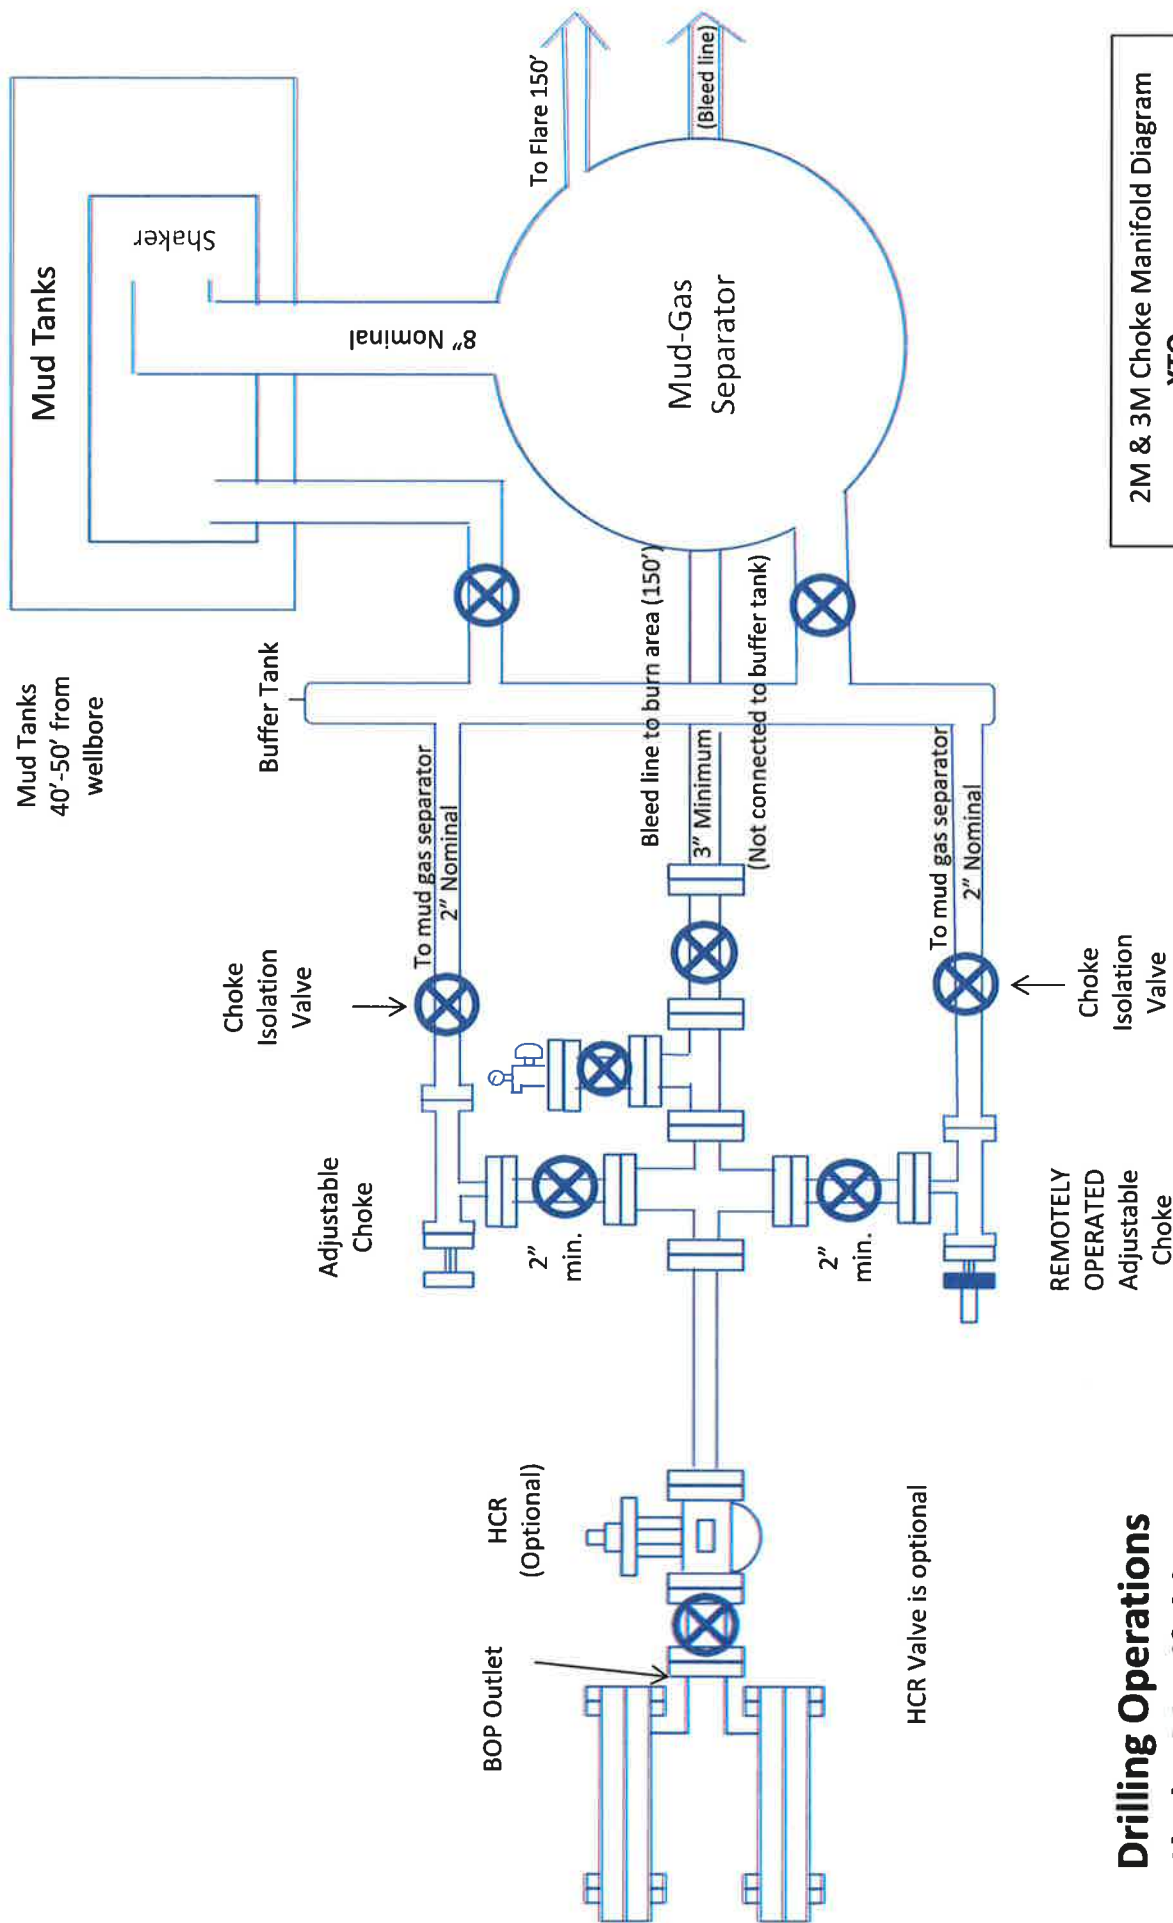 Mud Tanks
40'-50' from
wellbore
Mud Tanks
Shaker
8" Nominal
Buffer Tank
To Flare 150'
(Bleed line)
Mud-Gas
Separator
Choke
Isolation
Valve
To mud gas separator
2" Nominal
Bleed line to burn area (150')
3" Minimum
(Not connected to buffer tank)
To mud gas separator
2" Nominal
Choke
Isolation
Valve
Adjustable
Choke
2"
min.
2"
min.
REMOTELY
OPERATED
Adjustable
Choke
HCR
(Optional)
BOP Outlet
HCR Valve is optional
Drilling Operations
2M & 3M Choke Manifold Diagram
XTO